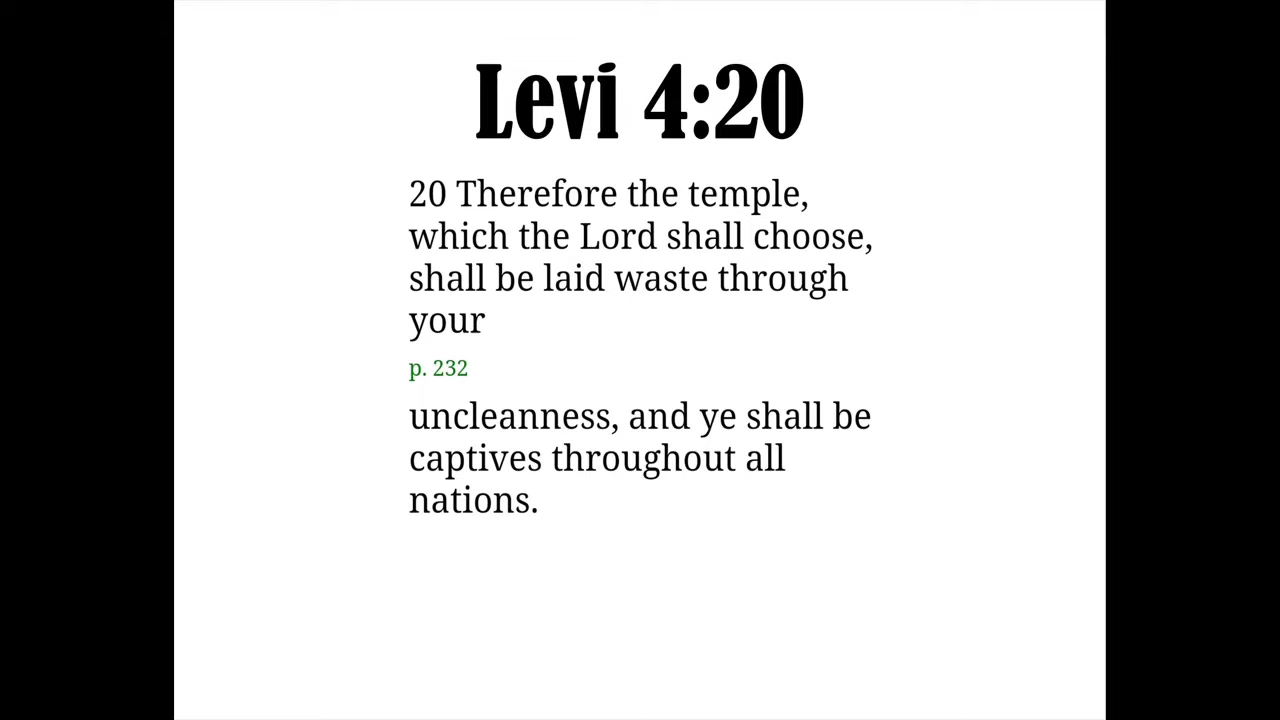 Levi 4:20
20 Therefore the temple,
which the Lord shall choose,
shall be laid waste through
your
p. 232
uncleanness, and ye shall be
captives throughout all
nations.